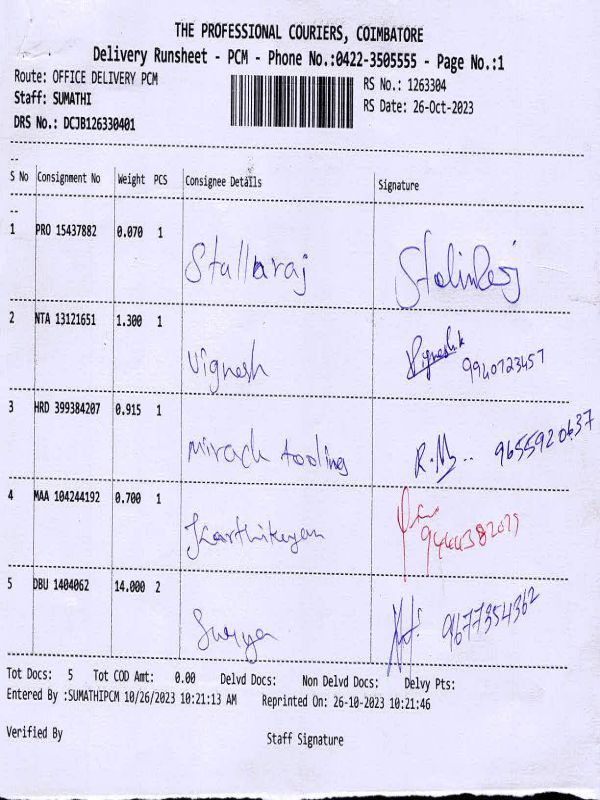 THE PROFESSIONAL COURIERS, COIMBATORE
Delivery Runsheet - PCM - Phone No.:0422-3505555 - Page No.:1
Route: OFFICE DELIVERY PCM RS No.: 1263304
Staff: SUMATHI RS Date: 26-Oct-2023
DRS No.: DCJB126330401
--
S No Consignment No Weight PCS Consignee Details Signature
--
1 PRO 15437882 0.070 1
Stallaraj Stalinraj
2 NTA 13121651 1.300 1
Vignesh Vignesh k 9940723457
3 HRD 399384207 0.915 1
Mirack tooling R.M... 9655920637
4 MAA 104244192 0.700 1
Karthikeyan
5 DBU 1404062 14.000 2
Surya 9677354362
Tot Docs: 5 Tot COD Amt: 0.00 Delvd Docs: Non Delvd Docs: Delvy Pts:
Entered By :SUMATHIPCM 10/26/2023 10:21:13 AM Reprinted On: 26-10-2023 10:21:46
Verified By Staff Signature